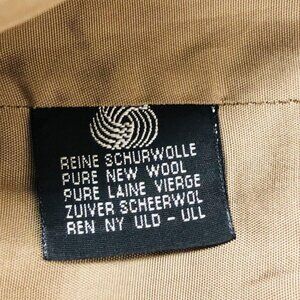 REINE SCHURWOLLE
PURE NEW WOOL
PURE LAINE VIERGE
ZUIVER SCHEERWOL
REN NY ULD - ULL